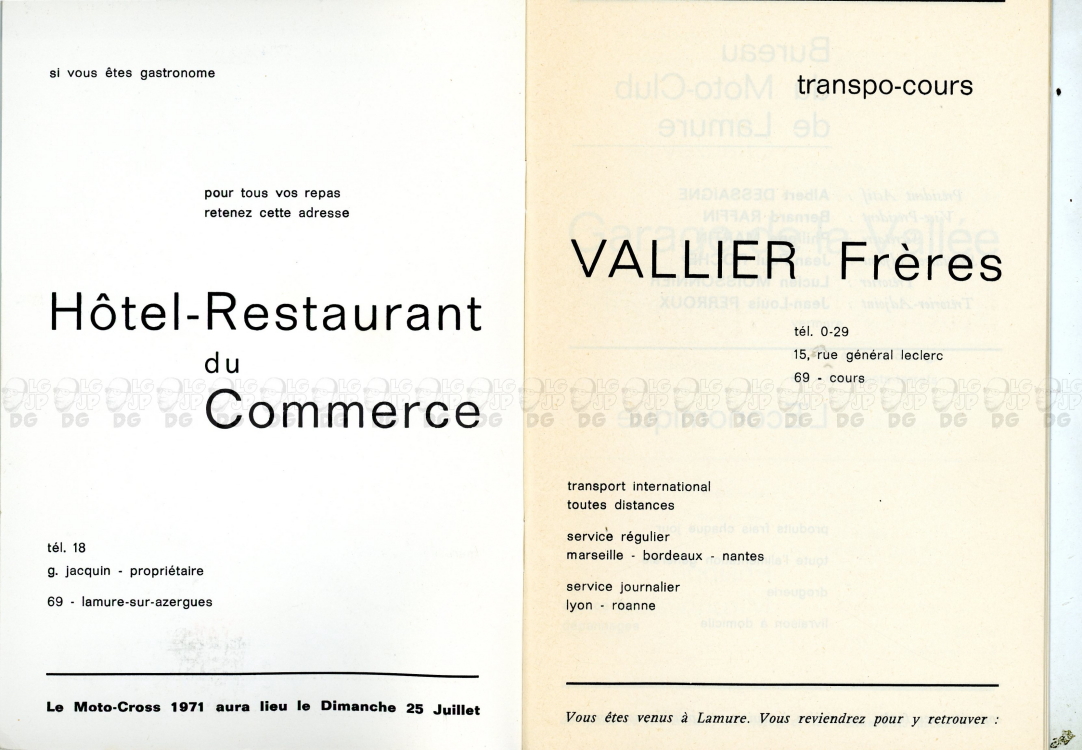 si vous êtes gastronome
pour tous vos repas
retenez cette adresse
Hôtel-Restaurant
du
Commerce
tél. 18
g. jacquin - propriétaire
69 - lamure-sur-azergues
Le Moto-Cross 1971 aura lieu le Dimanche 25 Juillet
transpo-cours
VALLIER Frères
tél. 0-29
15, rue général leclerc
69 - cours
transport international
toutes distances
service régulier
marseille - bordeaux - nantes
service journalier
lyon - roanne
Vous êtes venus à Lamure. Vous reviendrez pour y retrouver :